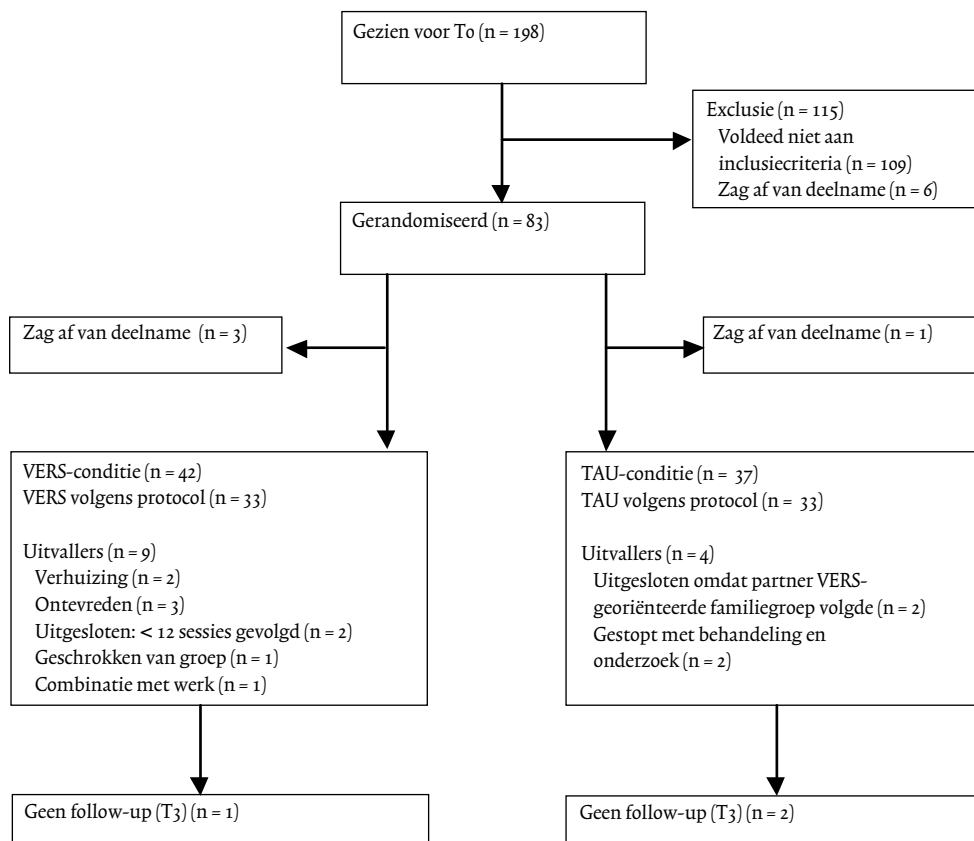 Gezien voor T0 (n = 198)
Exclusie (n = 115)
Voldeed niet aan
inclusiecriteria (n = 109)
Zag af van deelname (n = 6)
Gerandomiseerd (n = 83)
Zag af van deelname (n = 3)
Zag af van deelname (n = 1)
VERS-conditie (n = 42)
VERS volgens protocol (n = 33)
Uitvallers (n = 9)
Verhuizing (n = 2)
Ontevreden (n = 3)
Uitgesloten: < 12 sessies gevolgd (n = 2)
Geschrokken van groep (n = 1)
Combinatie met werk (n = 1)
TAU-conditie (n = 37)
TAU volgens protocol (n = 33)
Uitvallers (n = 4)
Uitgesloten omdat partner VERS-
georiënteerde familiegroep volgde (n = 2)
Gestopt met behandeling en
onderzoek (n = 2)
Geen follow-up (T3) (n = 1)
Geen follow-up (T3) (n = 2)